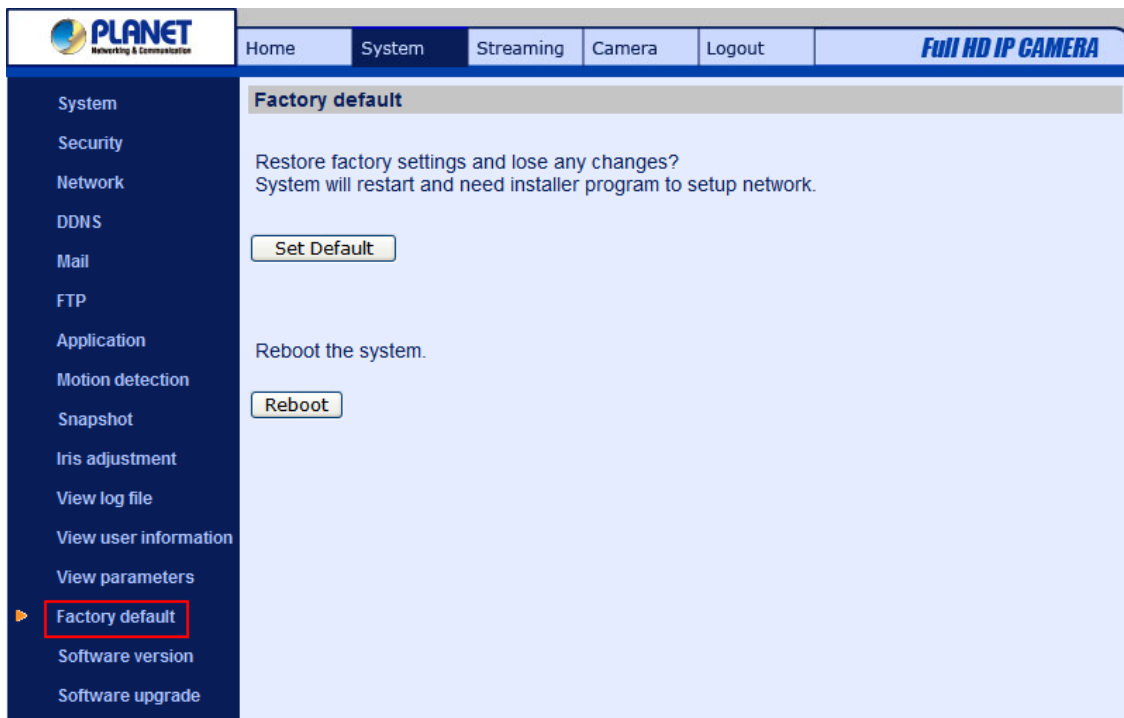 PLANET
Networking & Communication
Home System Streaming Camera Logout Full HD IP CAMERA
System
Security
Network
DDNS
Mail
FTP
Application
Motion detection
Snapshot
Iris adjustment
View log file
View user information
View parameters
Factory default
Software version
Software upgrade
Factory default
Restore factory settings and lose any changes?
System will restart and need installer program to setup network.
Set Default
Reboot the system.
Reboot